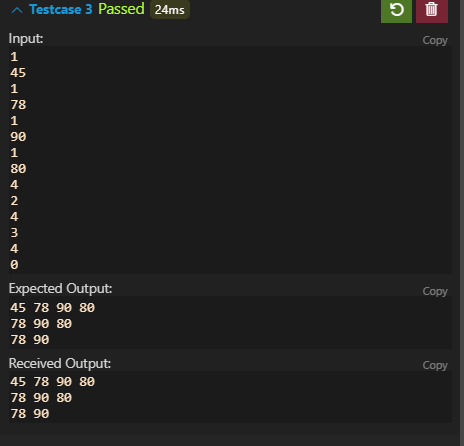 Testcase 3 Passed 24ms
Input:
Copy
1
45
1
78
1
90
1
80
4
2
4
3
4
0
Expected Output:
Copy
45 78 90 80
78 90 80
78 90
Received Output:
Copy
45 78 90 80
78 90 80
78 90